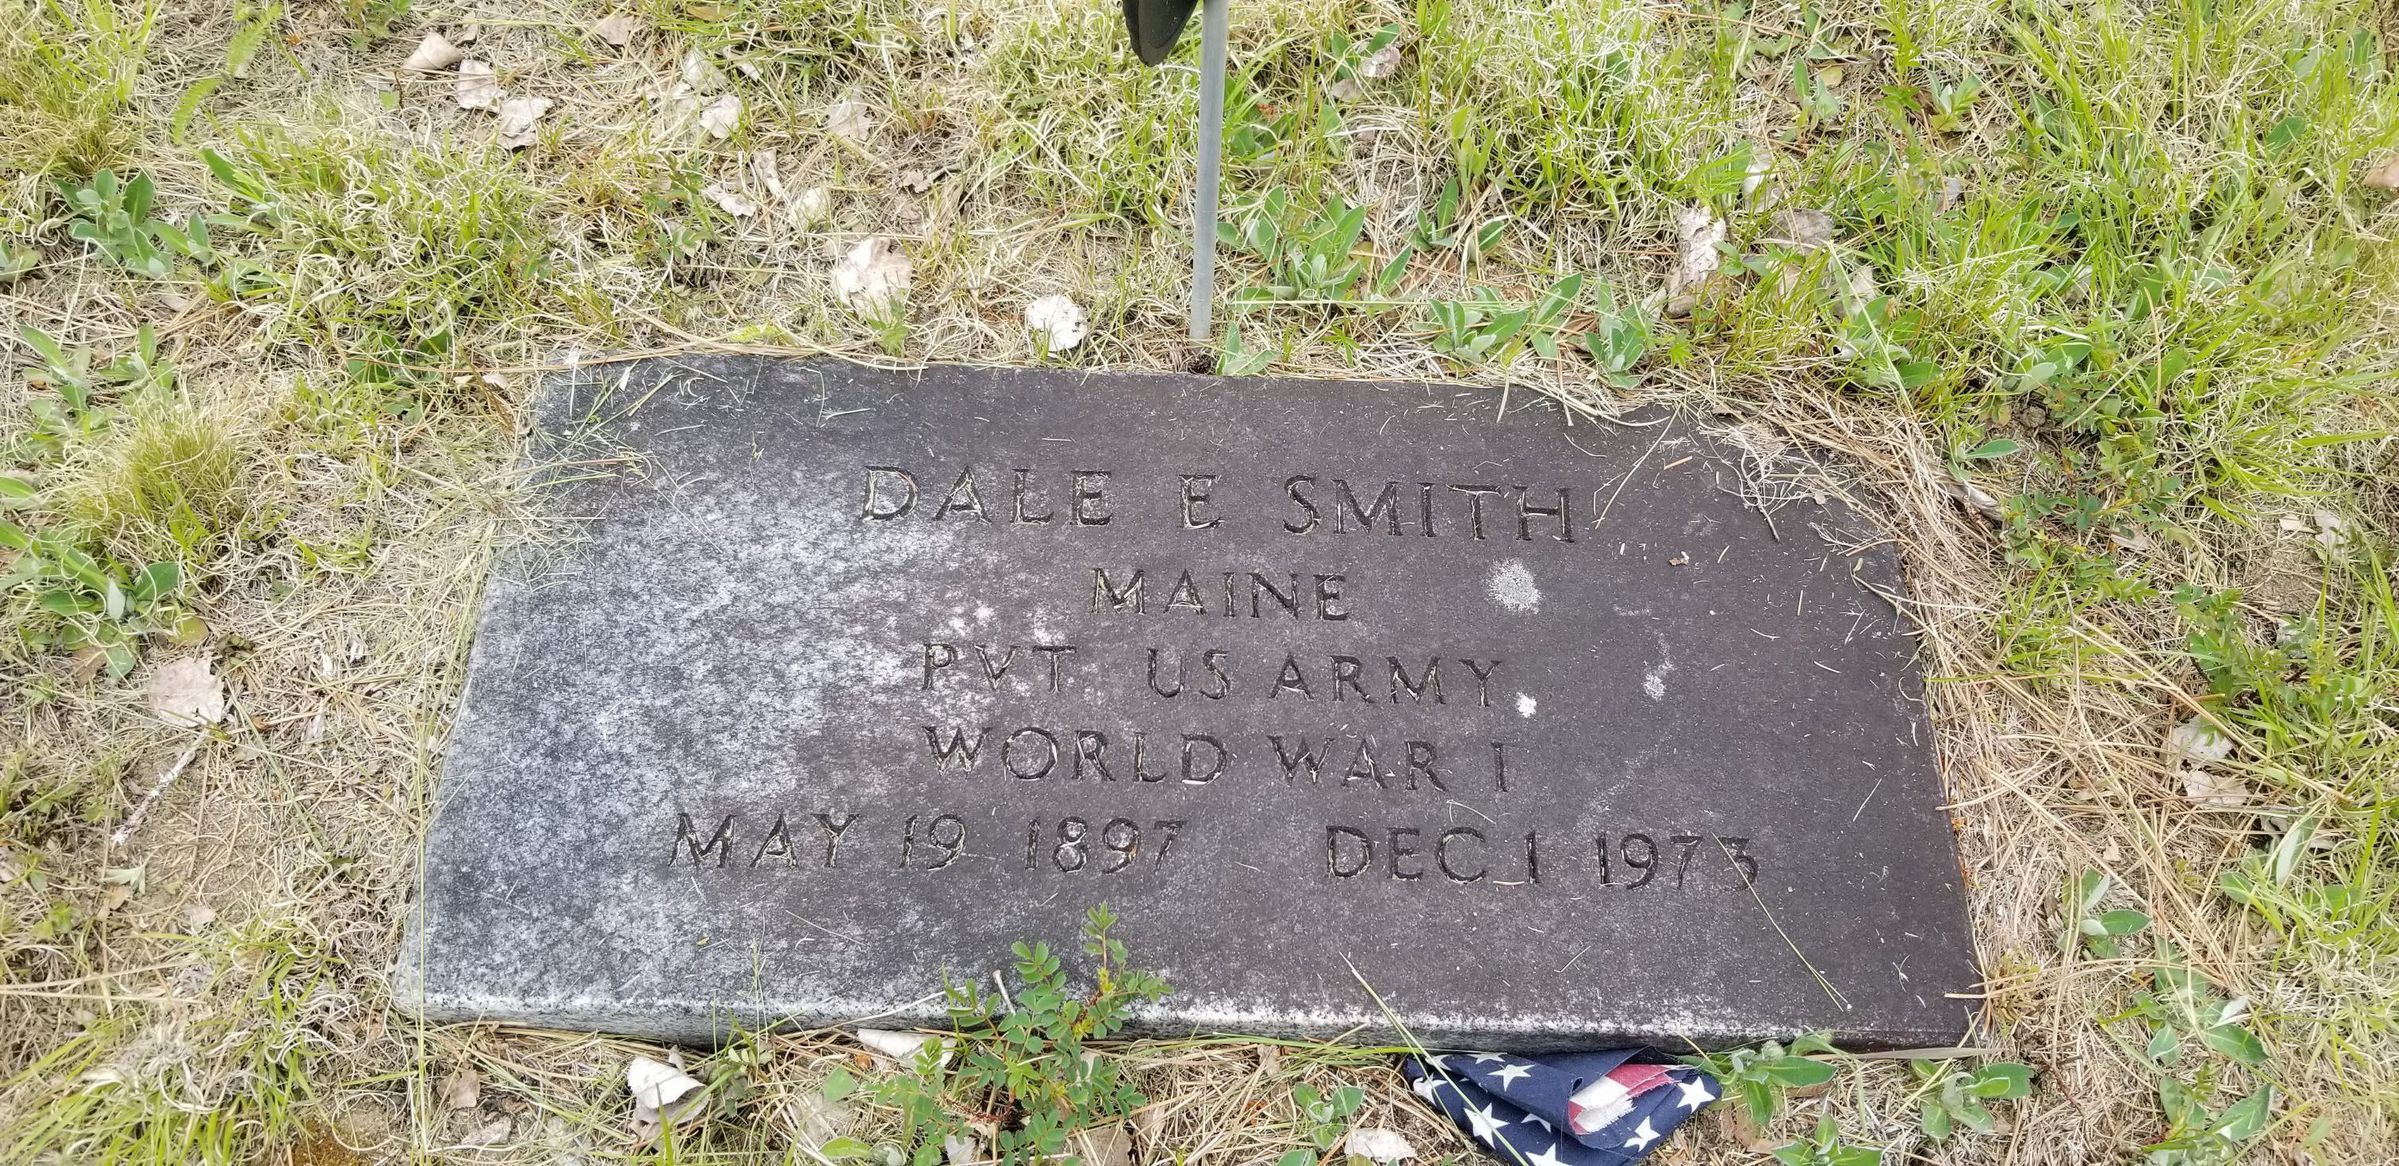 DALE E SMITH
MAINE
PVT US ARMY
WORLD WAR I
MAY 19 1897 DEC 1 1973